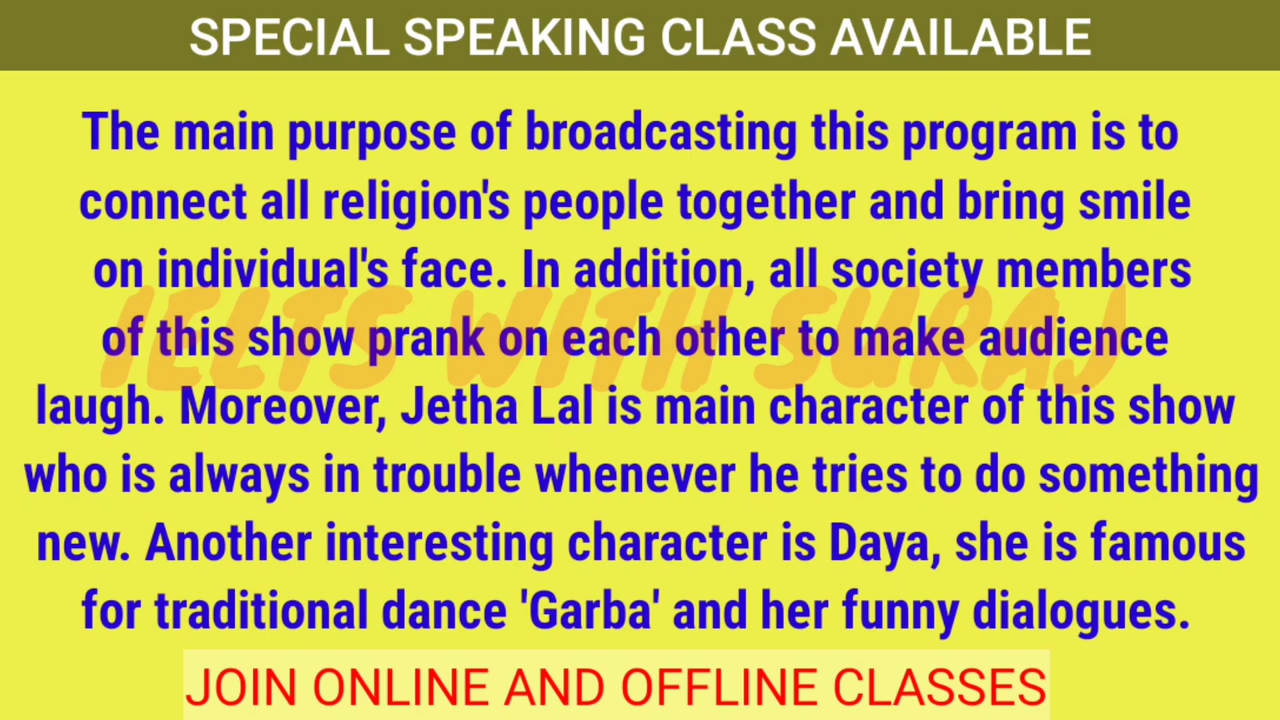 SPECIAL SPEAKING CLASS AVAILABLE
The main purpose of broadcasting this program is to
connect all religion's people together and bring smile
on individual's face. In addition, all society members
IELTS WITH SURAJ
of this show prank on each other to make audience
laugh. Moreover, Jetha Lal is main character of this show
who is always in trouble whenever he tries to do something
new. Another interesting character is Daya, she is famous
for traditional dance 'Garba' and her funny dialogues.
JOIN ONLINE AND OFFLINE CLASSES